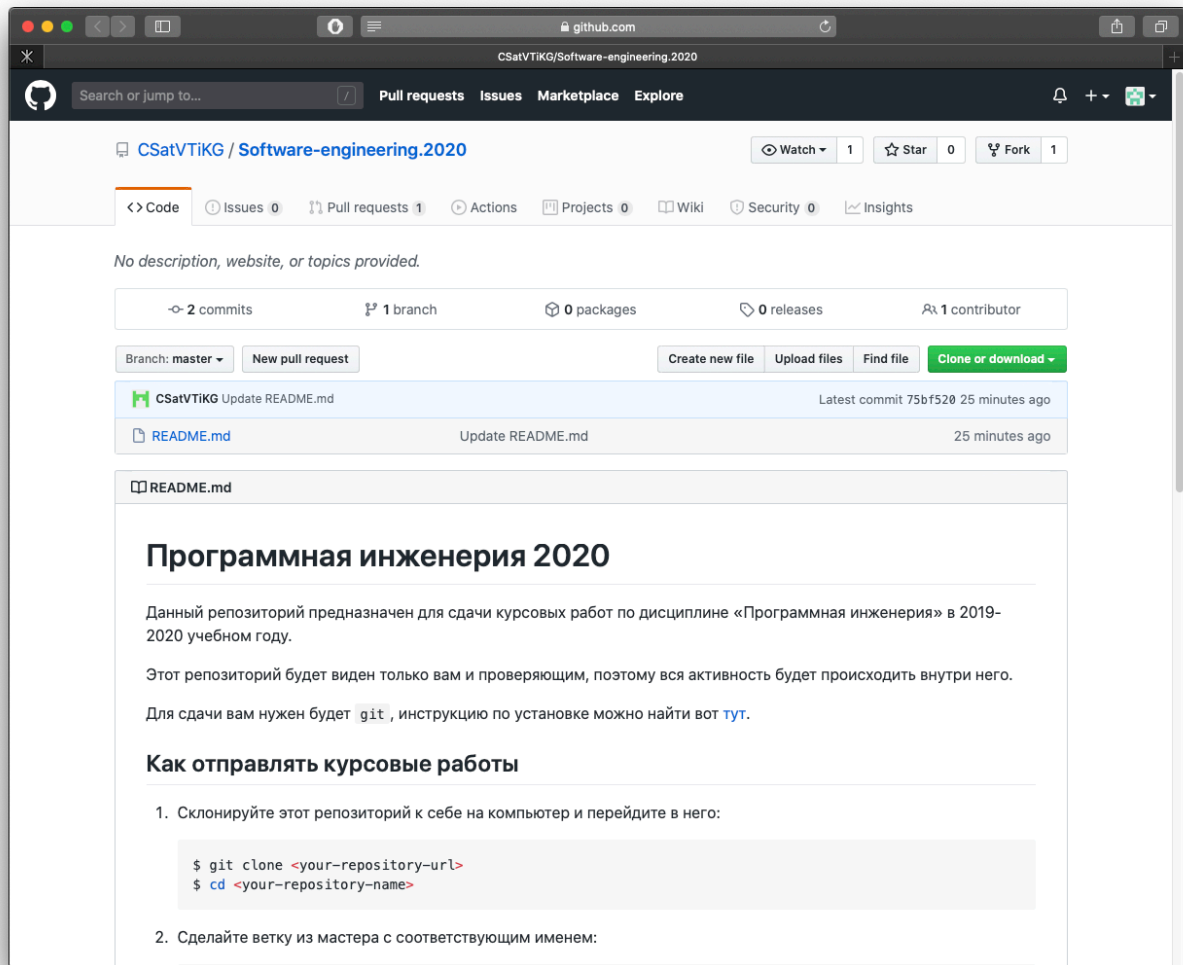 github.com
CSatVTiKG/Software-engineering.2020
Search or jump to... / Pull requests Issues Marketplace Explore
CSatVTiKG / Software-engineering.2020 Watch 1 Star 0 Fork 1
Code Issues 0 Pull requests 1 Actions Projects 0 Wiki Security 0 Insights
No description, website, or topics provided.
2 commits 1 branch 0 packages 0 releases 1 contributor
Branch: master New pull request Create new file Upload files Find file Clone or download
CSatVTiKG Update README.md Latest commit 75bf520 25 minutes ago
README.md Update README.md 25 minutes ago
README.md
Программная инженерия 2020
Данный репозиторий предназначен для сдачи курсовых работ по дисциплине «Программная инженерия» в 2019-
2020 учебном году.
Этот репозиторий будет виден только вам и проверяющим, поэтому вся активность будет происходить внутри него.
Для сдачи вам нужен будет git , инструкцию по установке можно найти вот тут.
Как отправлять курсовые работы
1. Склонируйте этот репозиторий к себе на компьютер и перейдите в него:
$ git clone <your-repository-url>
$ cd <your-repository-name>
2. Сделайте ветку из мастера с соответствующим именем: